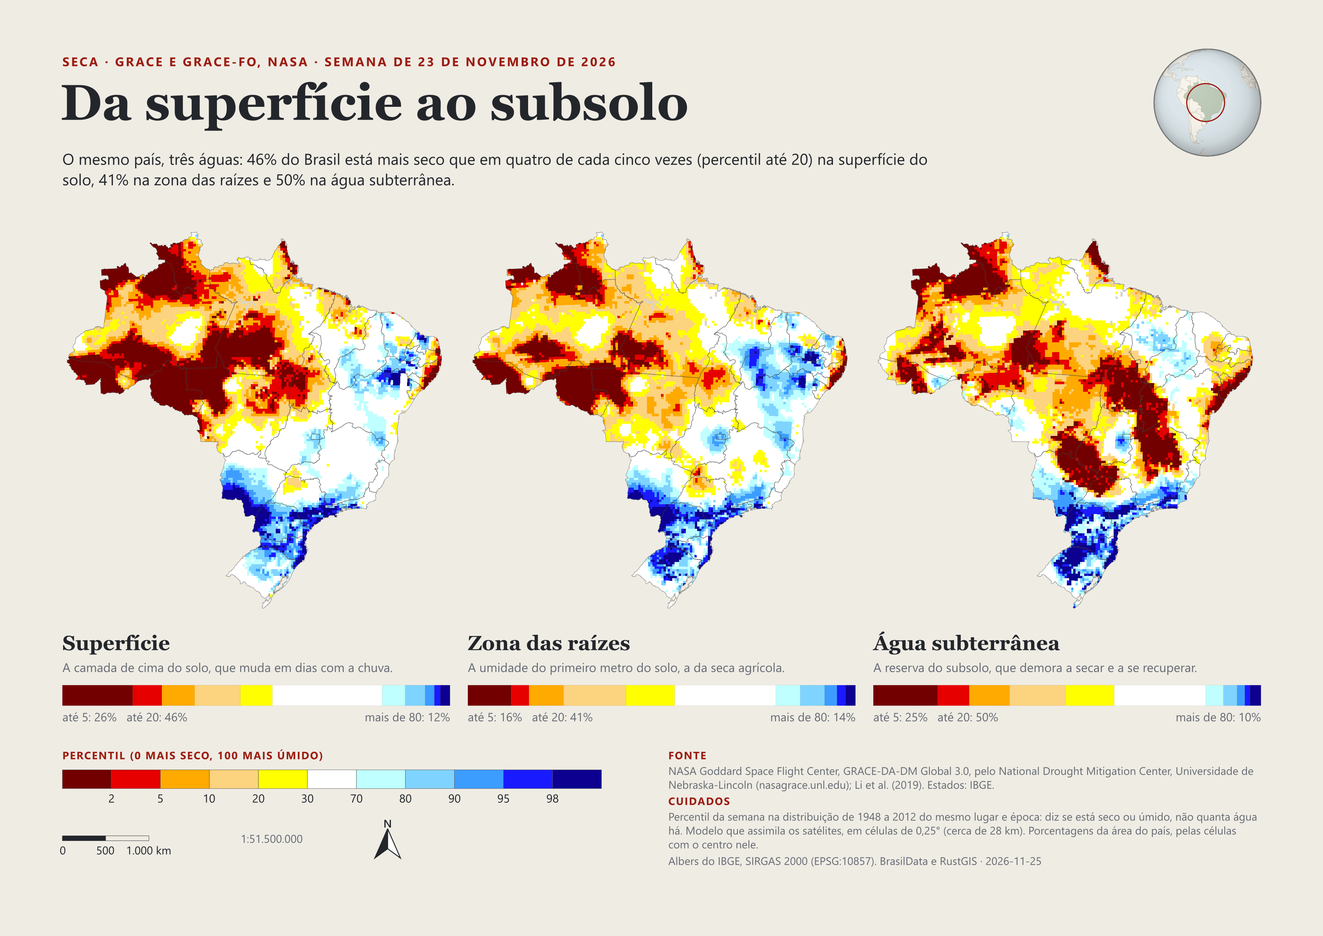 SECA · GRACE E GRACE-FO, NASA · SEMANA DE 23 DE NOVEMBRO DE 2026
Da superfície ao subsolo
O mesmo país, três águas: 46% do Brasil está mais seco que em quatro de cada cinco vezes (percentil até 20) na superfície do
solo, 41% na zona das raízes e 50% na água subterrânea.
Superfície
A camada de cima do solo, que muda em dias com a chuva.
até 5: 26% até 20: 46% mais de 80: 12%
Zona das raízes
A umidade do primeiro metro do solo, a da seca agrícola.
até 5: 16% até 20: 41% mais de 80: 14%
Água subterrânea
A reserva do subsolo, que demora a secar e a se recuperar.
até 5: 25% até 20: 50% mais de 80: 10%
PERCENTIL (0 MAIS SECO, 100 MAIS ÚMIDO)
2 5 10 20 30 70 80 90 95 98
0 500 1.000 km
1:51.500.000
N
FONTE
NASA Goddard Space Flight Center, GRACE-DA-DM Global 3.0, pelo National Drought Mitigation Center, Universidade de
Nebraska-Lincoln (nasagrace.unl.edu); Li et al. (2019). Estados: IBGE.
CUIDADOS
Percentil da semana na distribuição de 1948 a 2012 do mesmo lugar e época: diz se está seco ou úmido, não quanta água
há. Modelo que assimila os satélites, em células de 0,25° (cerca de 28 km). Porcentagens da área do país, pelas células
com o centro nele.
Albers do IBGE, SIRGAS 2000 (EPSG:10857). BrasilData e RustGIS · 2026-11-25